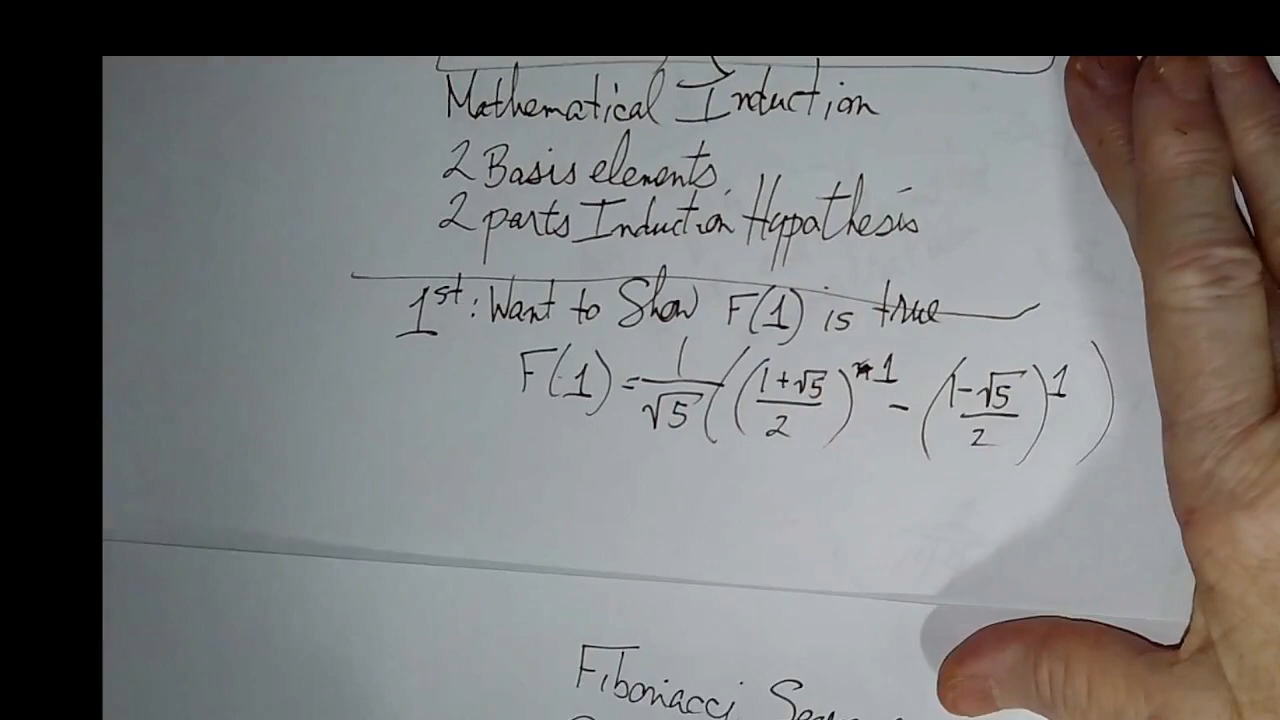 Mathematical Induction
2 Basis elements.
2 parts Induction Hypothesis
1st: Want to Show F(1) is true
F(1) = 1/√5 (((1+√5)/2)^1 - ((1-√5)/2)^1)
Fibonacci